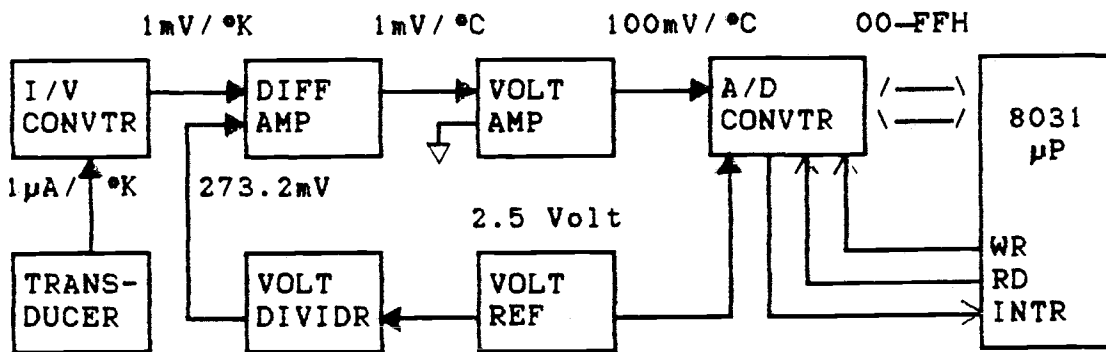 1mV/°K 1mV/°C 100mV/°C 00-FFH
I/V
CONVTR
DIFF
AMP
VOLT
AMP
A/D
CONVTR
8031
µP
1µA/ °K
273.2mV
2.5 Volt
TRANS-
DUCER
VOLT
DIVIDR
VOLT
REF
WR
RD
INTR